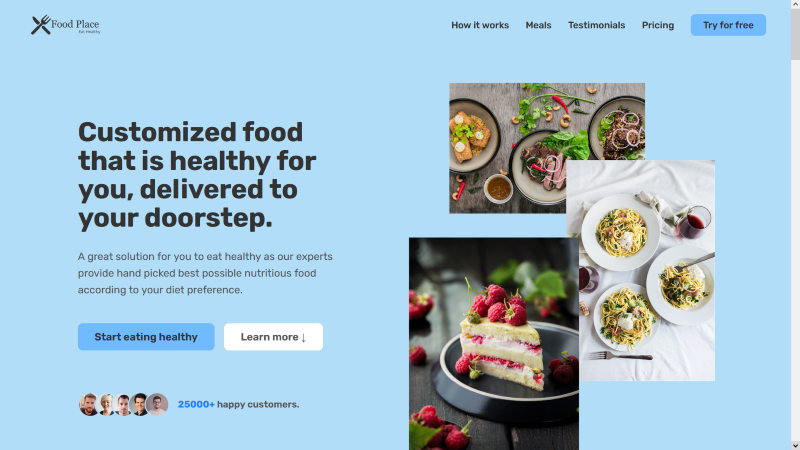 Food Place
Eat Healthy
How it works
Meals
Testimonials
Pricing
Try for free
Customized food
that is healthy for
you, delivered to
your doorstep.
A great solution for you to eat healthy as our experts
provide hand picked best possible nutritious food
according to your diet preference.
Start eating healthy
Learn more ↓
25000+ happy customers.